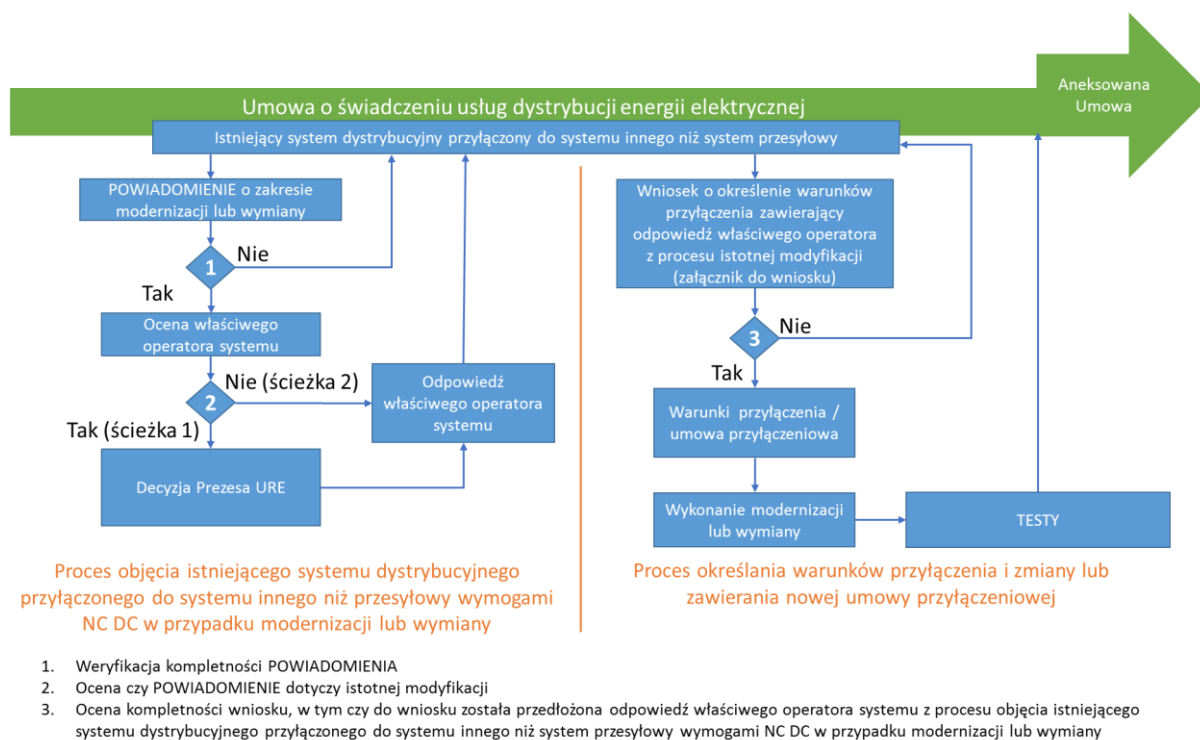 Aneksowana
Umowa
Umowa o świadczeniu usług dystrybucji energii elektrycznej
Istniejący system dystrybucyjny przyłączony do systemu innego niż system przesyłowy
POWIADOMIENIE o zakresie
modernizacji lub wymiany
1
Nie
Tak
Ocena właściwego
operatora systemu
2
Nie (ścieżka 2)
Tak (ścieżka 1)
Odpowiedź
właściwego operatora
systemu
Decyzja Prezesa URE
Wniosek o określenie warunków
przyłączenia zawierający
odpowiedź właściwego operatora
z procesu istotnej modyfikacji
(załącznik do wniosku)
3
Nie
Tak
Warunki przyłączenia /
umowa przyłączeniowa
Wykonanie modernizacji
lub wymiany
TESTY
Proces objęcia istniejącego systemu dystrybucyjnego
przyłączonego do systemu innego niż przesyłowy wymogami
NC DC w przypadku modernizacji lub wymiany
Proces określania warunków przyłączenia i zmiany lub
zawierania nowej umowy przyłączeniowej
1. Weryfikacja kompletności POWIADOMIENIA
2. Ocena czy POWIADOMIENIE dotyczy istotnej modyfikacji
3. Ocena kompletności wniosku, w tym czy do wniosku została przedłożona odpowiedź właściwego operatora systemu z procesu objęcia istniejącego
systemu dystrybucyjnego przyłączonego do systemu innego niż system przesyłowy wymogami NC DC w przypadku modernizacji lub wymiany